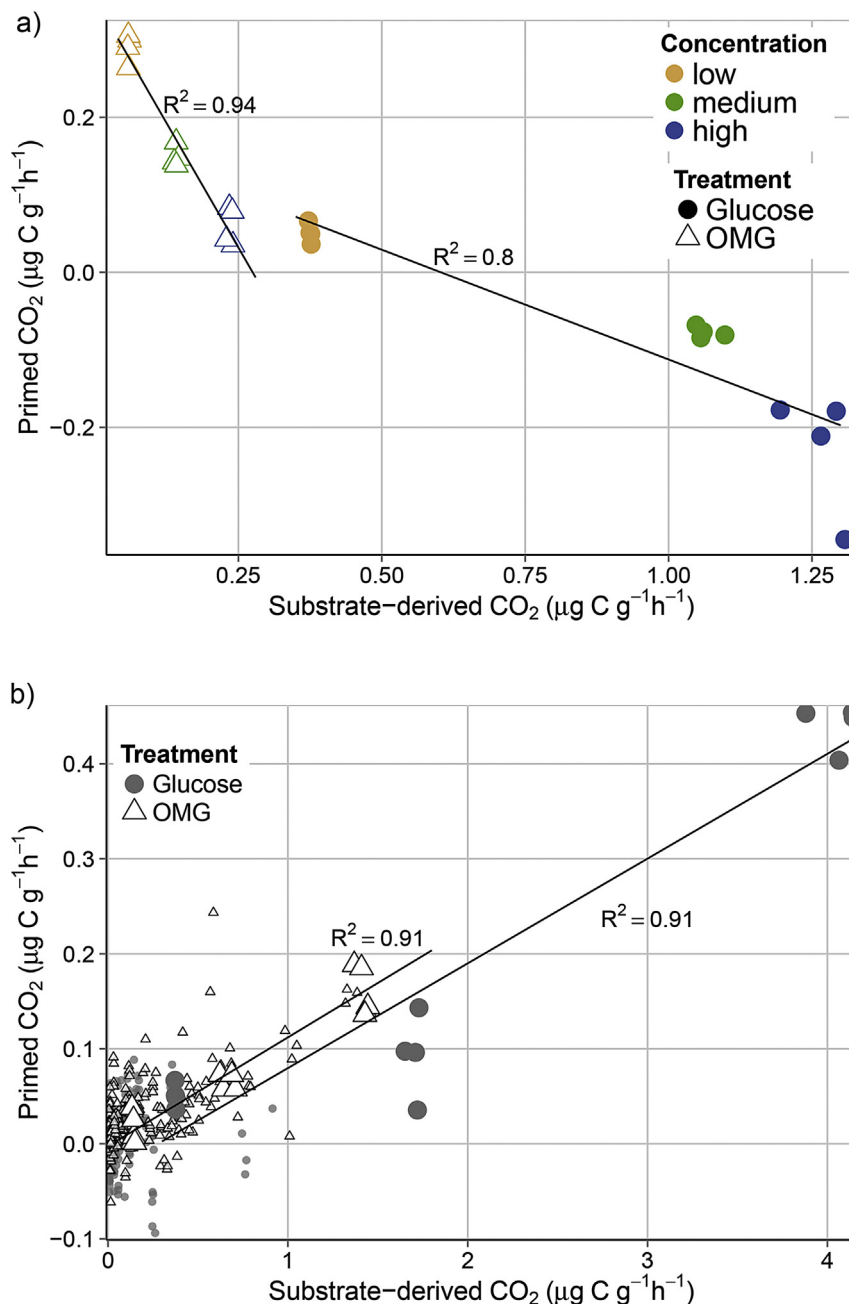 a)
Concentration
low
medium
high
Treatment
Glucose
OMG
R² = 0.94
R² = 0.8
0.2
0.0
−0.2
Primed CO₂ (µg C g⁻¹h⁻¹)
0.25
0.50
0.75
1.00
1.25
Substrate−derived CO₂ (µg C g⁻¹h⁻¹)
b)
Treatment
Glucose
OMG
R² = 0.91
R² = 0.91
0.4
0.3
0.2
0.1
0.0
−0.1
Primed CO₂ (µg C g⁻¹h⁻¹)
0
1
2
3
4
Substrate−derived CO₂ (µg C g⁻¹h⁻¹)